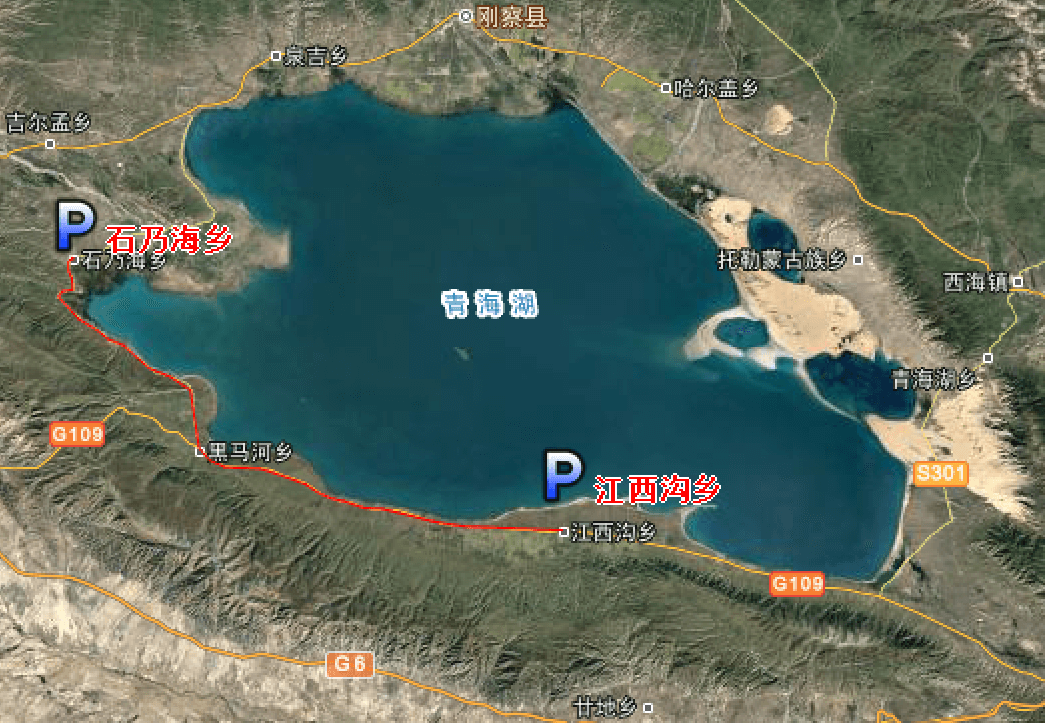 刚察县
泉吉乡
哈尔盖乡
吉尔孟乡
P
石乃海乡
石乃海乡
托勒蒙古族乡
西海镇
青海湖
青海湖乡
G109
黑马河乡
P
江西沟乡
S301
江西沟乡
G109
G6
廿地乡